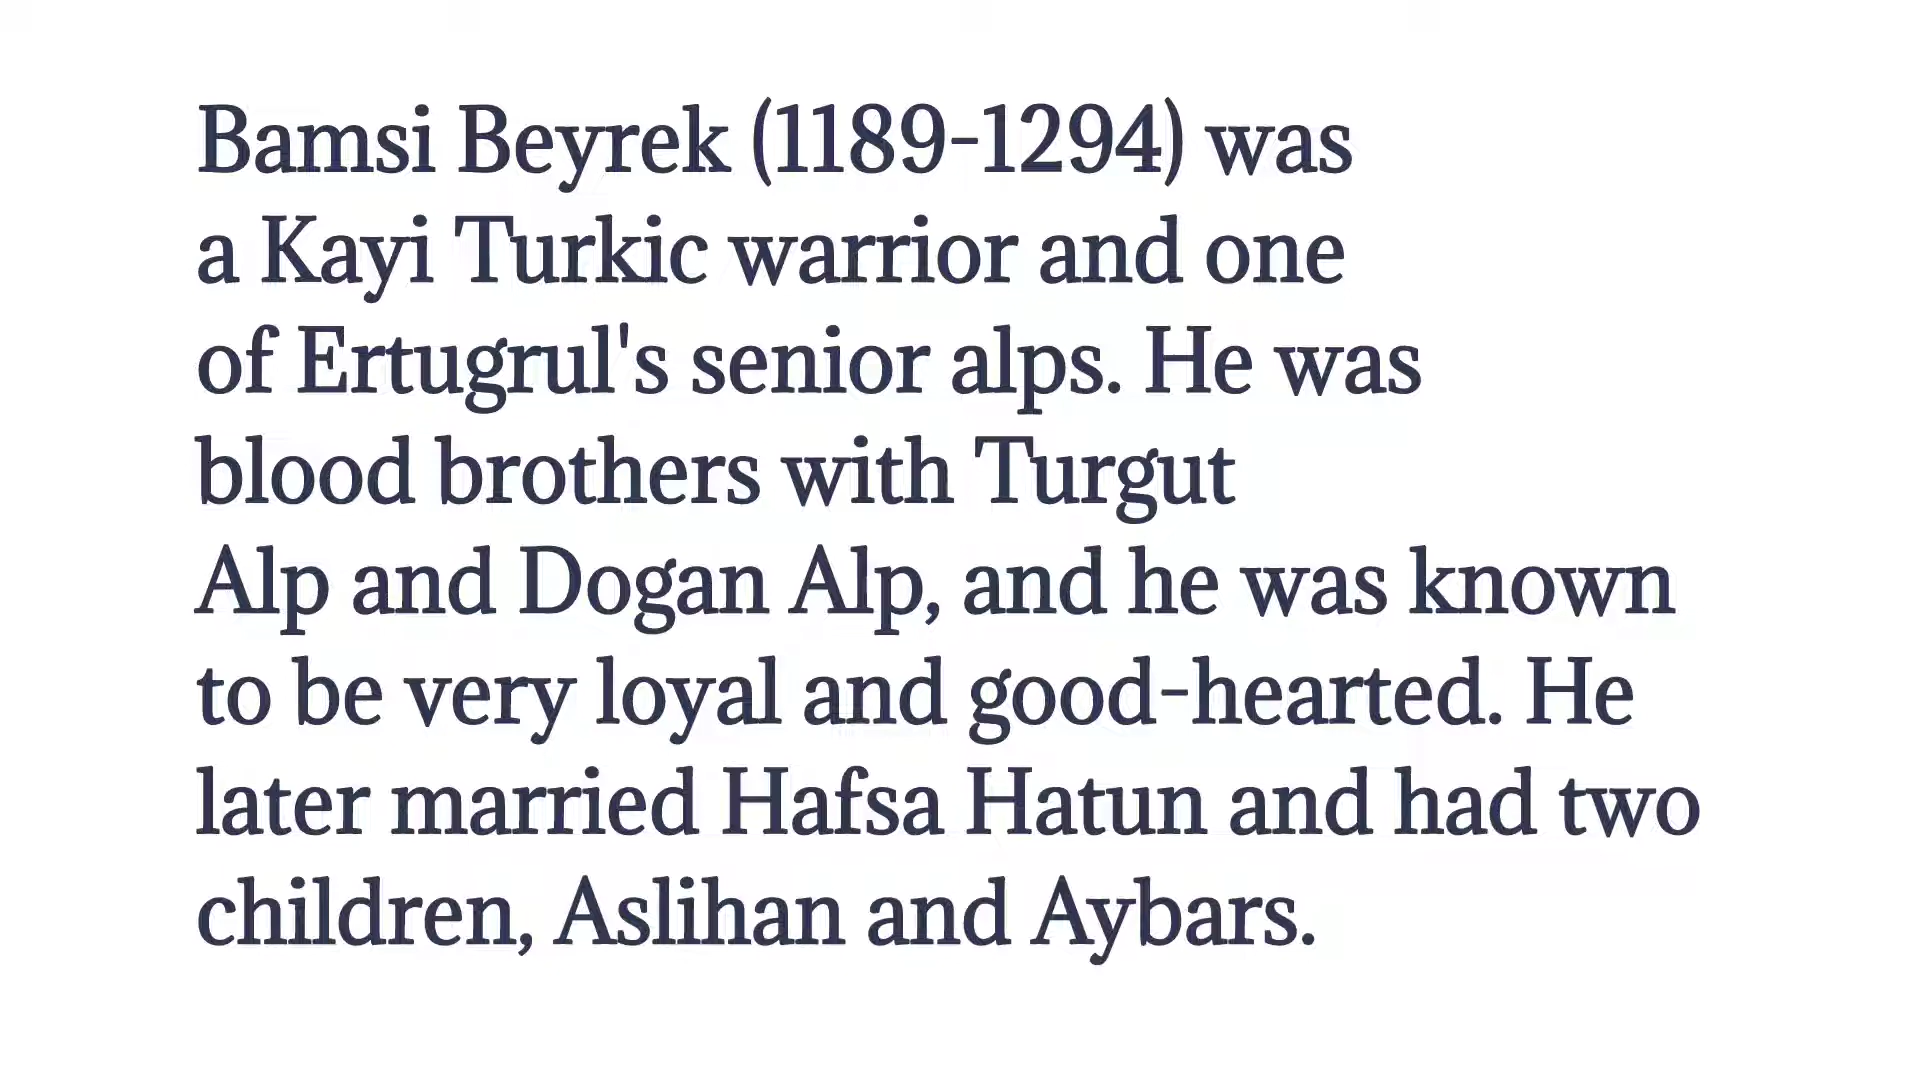 Bamsi Beyrek (1189-1294) was
a Kayi Turkic warrior and one
of Ertugrul's senior alps. He was
blood brothers with Turgut
Alp and Dogan Alp, and he was known
to be very loyal and good-hearted. He
later married Hafsa Hatun and had two
children, Aslihan and Aybars.